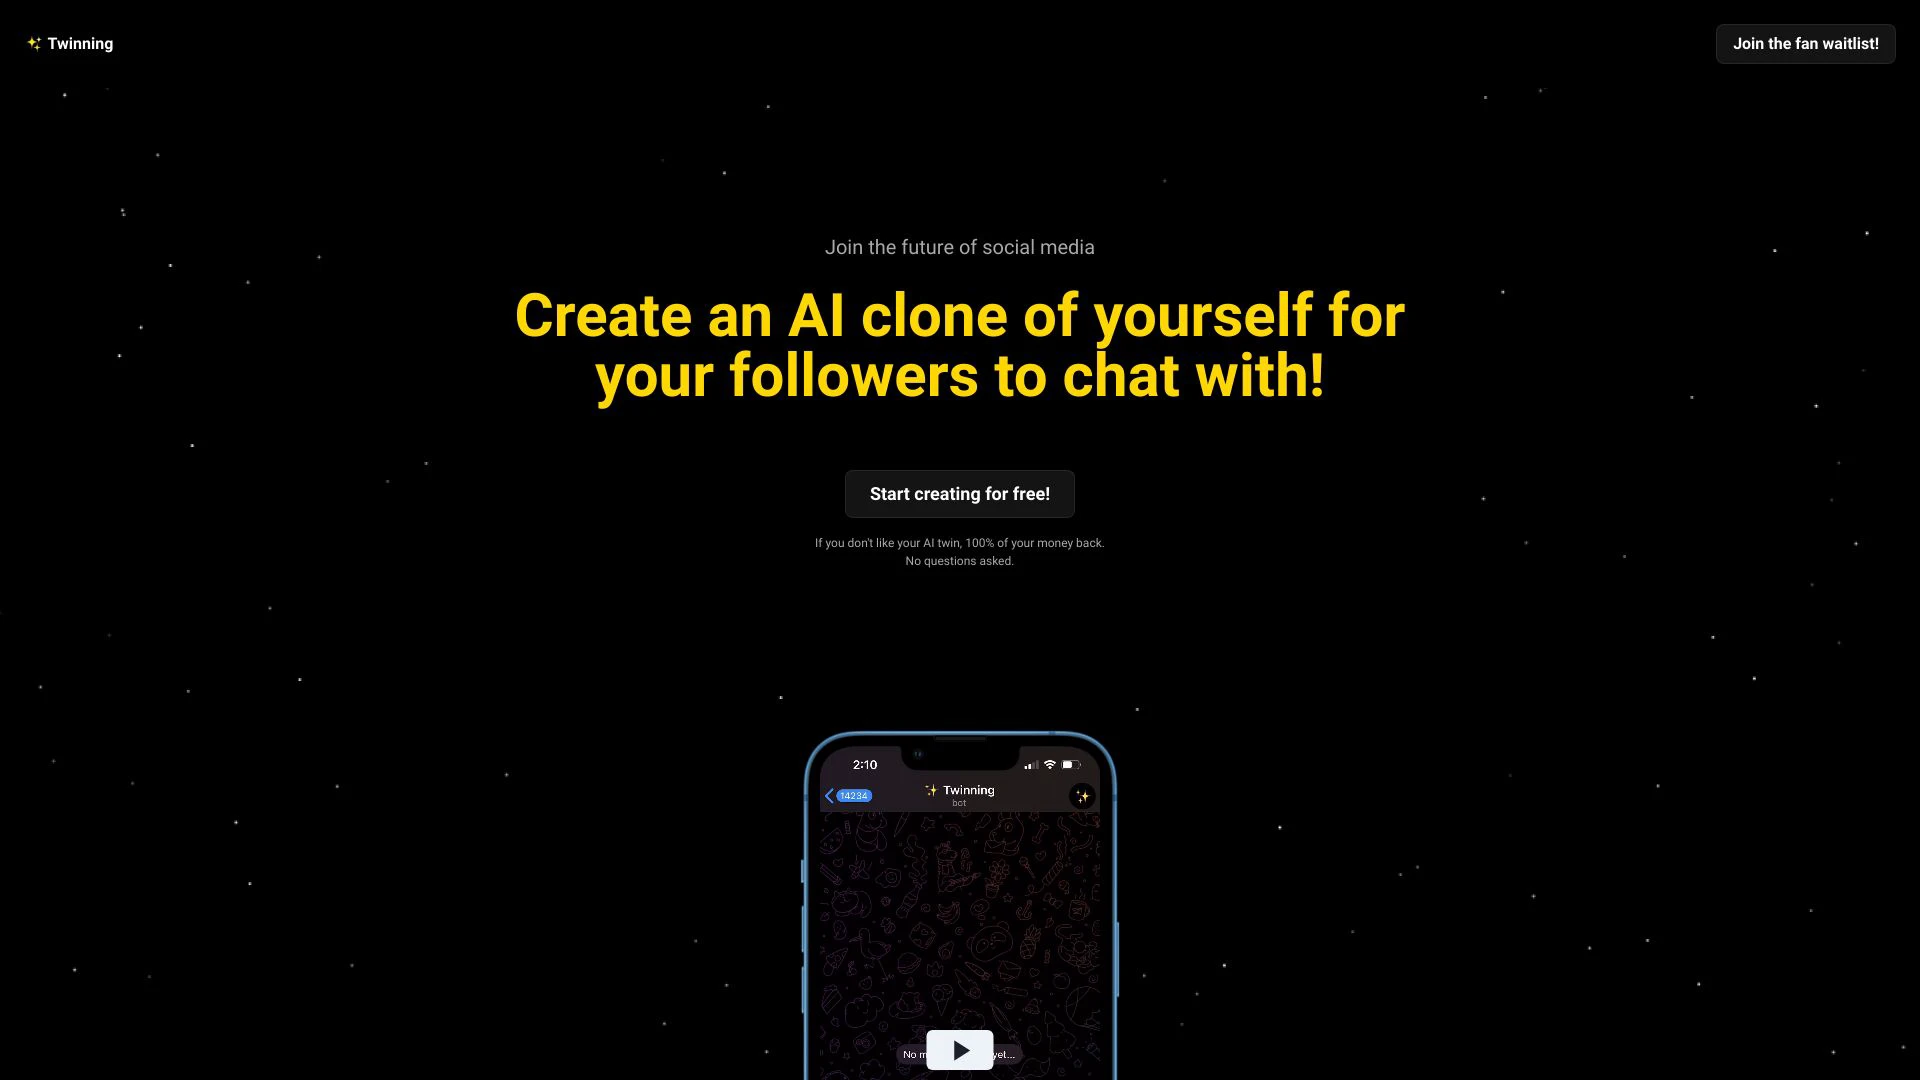 ✨ Twinning
Join the fan waitlist!
Join the future of social media
Create an AI clone of yourself for
your followers to chat with!
Start creating for free!
If you don't like your AI twin, 100% of your money back.
No questions asked.
2:10
14234
✨ Twinning
bot
No m
yet...